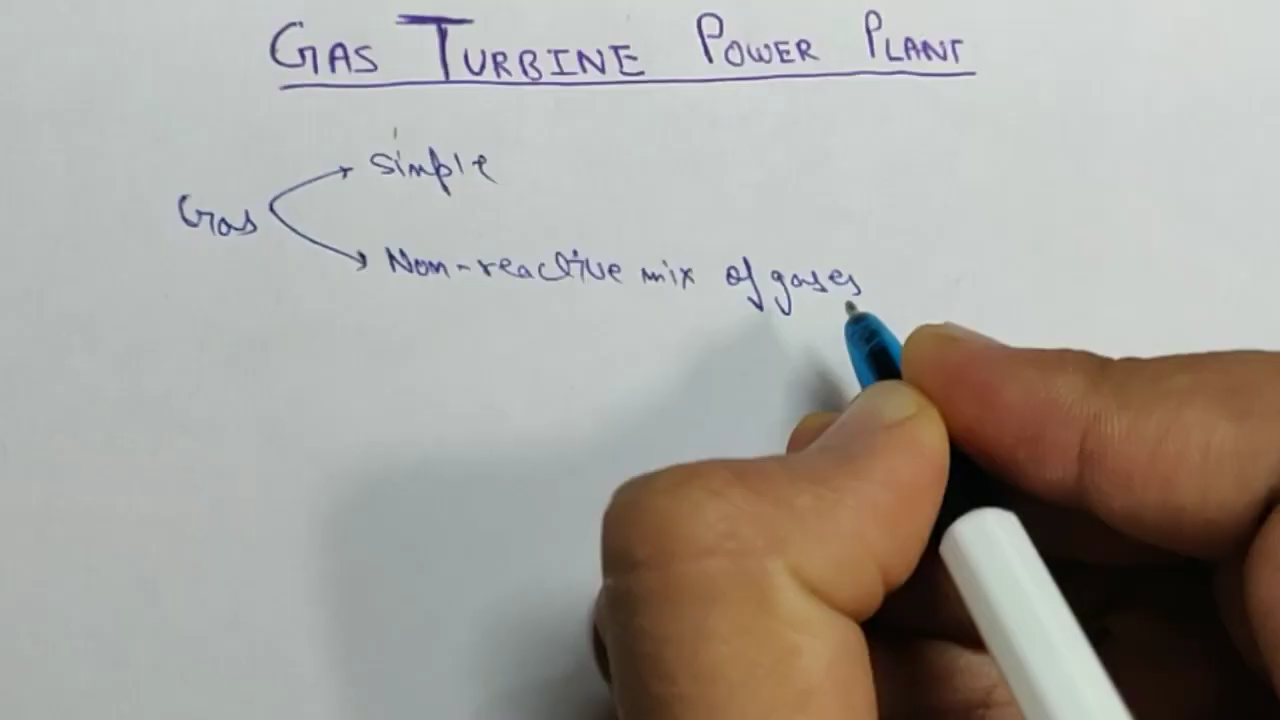 GAS TURBINE POWER PLANT
simple
Gas
Non-reactive mix of gases